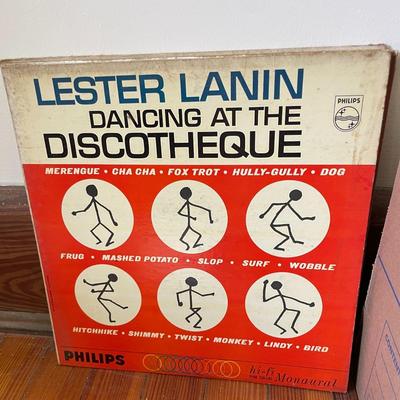 LESTER LANIN
DANCING AT THE
DISCOTHEQUE
PHILIPS
MERENGUE • CHA CHA • FOX TROT • HULLY-GULLY • DOG
FRUG • MASHED POTATO • SLOP • SURF • WOBBLE
HITCHHIKE • SHIMMY • TWIST • MONKEY • LINDY • BIRD
PHILIPS
hi-fi
Monaural